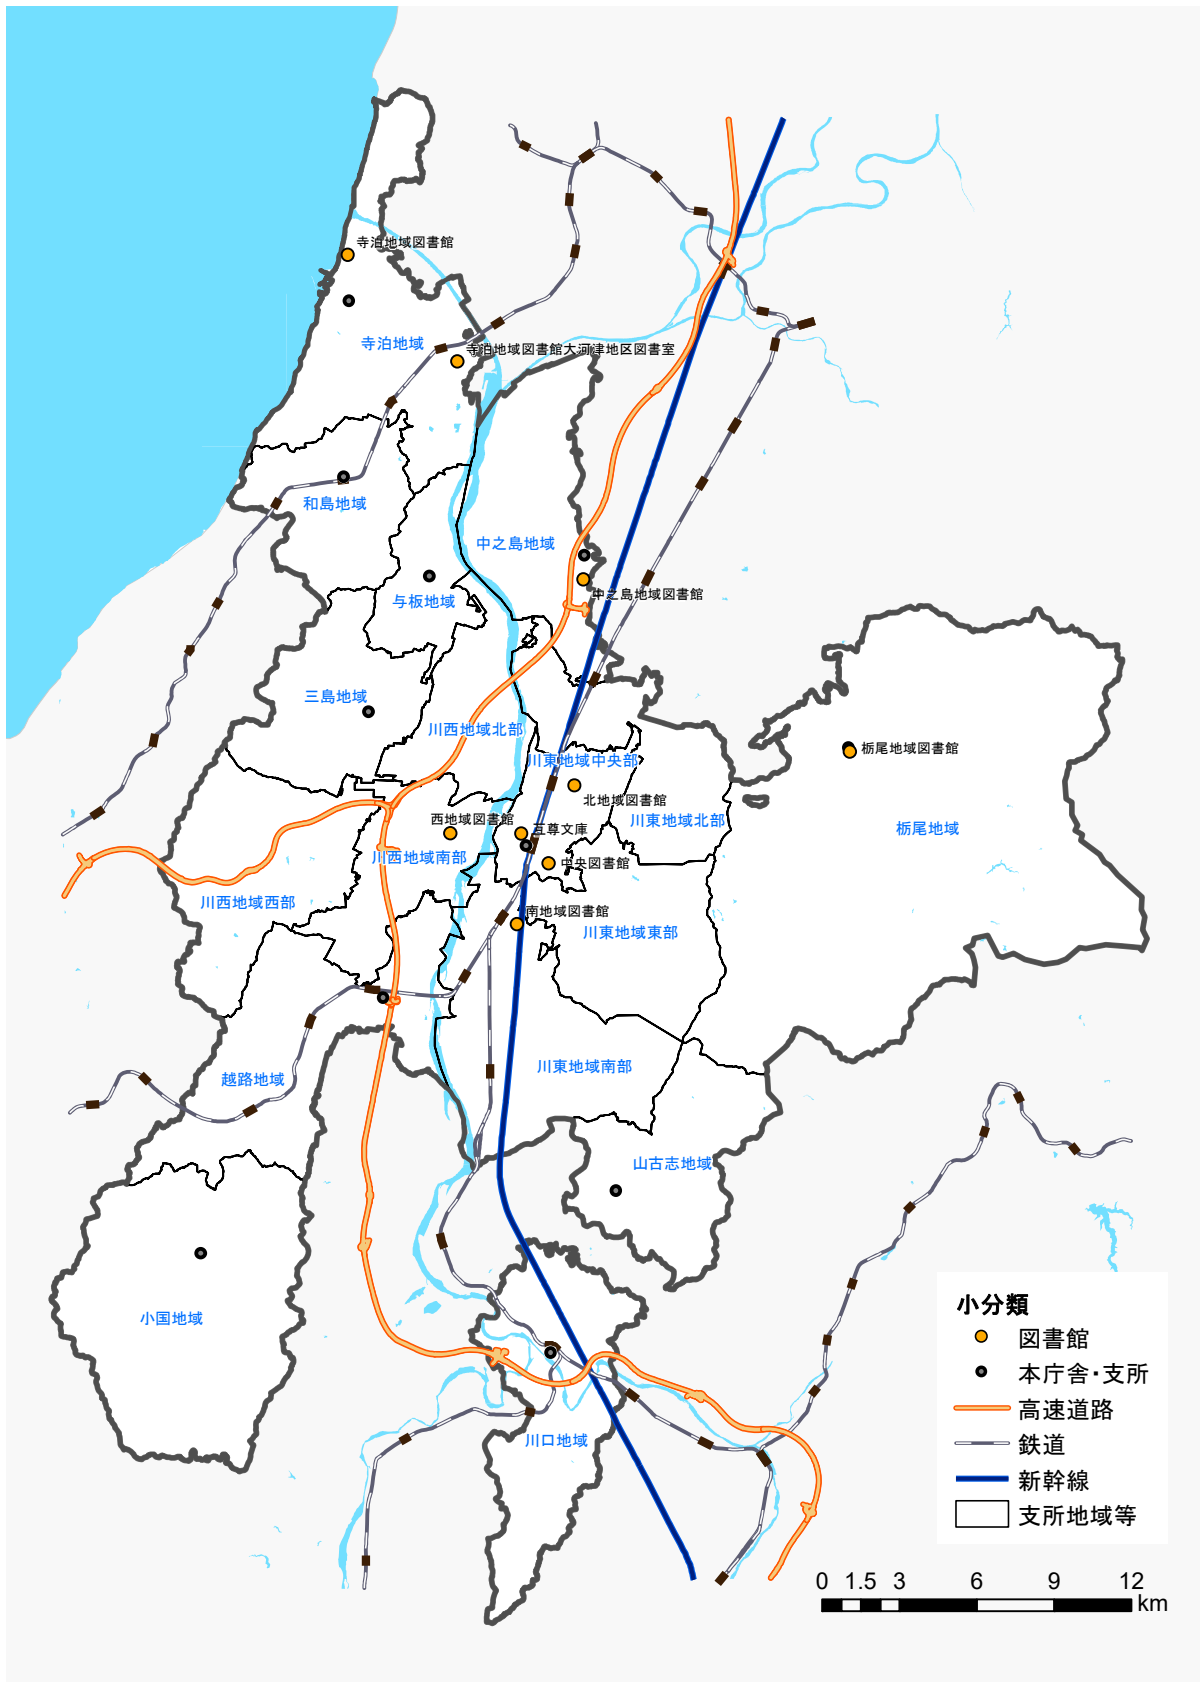 寺泊地域図書館
寺泊地域
寺泊地域図書館大河津地区図書室
和島地域
中之島地域
中之島地域図書館
与板地域
三島地域
川西地域北部
川東地域中央部
栃尾地域図書館
北地域図書館
西地域図書館
互尊文庫
川東地域北部
栃尾地域
川西地域南部
中央図書館
川西地域西部
南地域図書館
川東地域東部
越路地域
川東地域南部
山古志地域
小国地域
川口地域
小分類
図書館
本庁舎・支所
高速道路
鉄道
新幹線
支所地域等
0 1.5 3 6 9 12
km